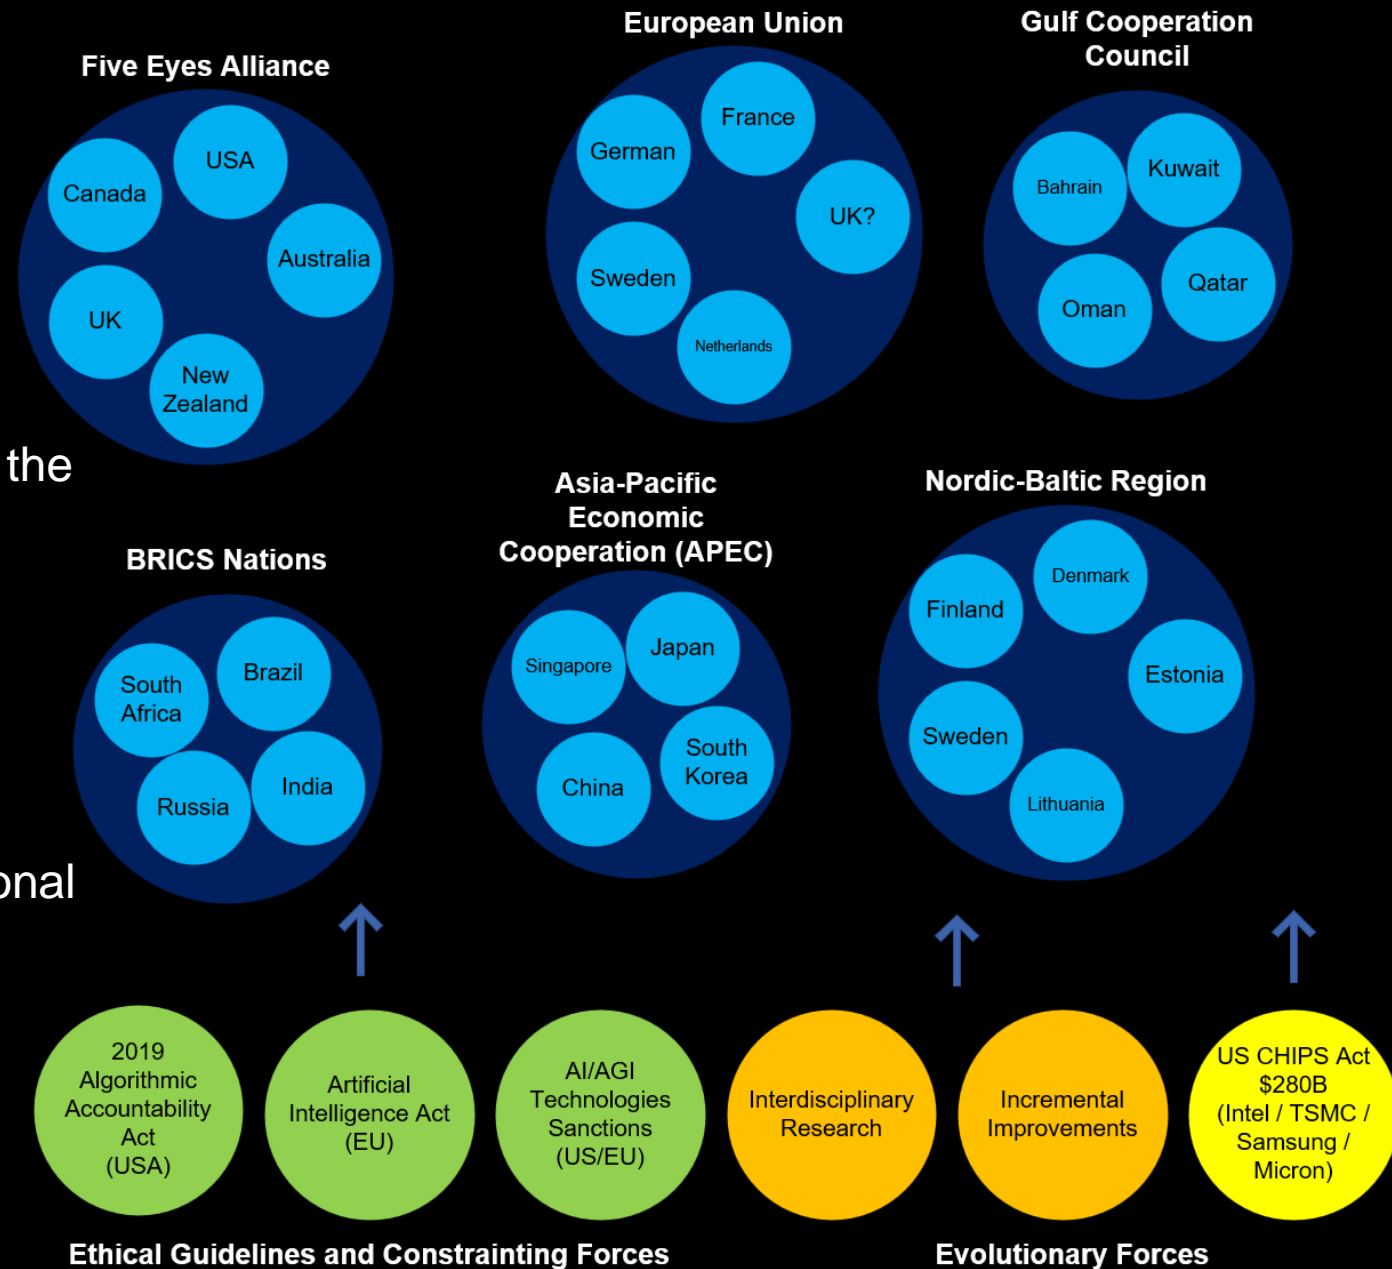 Five Eyes Alliance
Canada
USA
Australia
UK
New
Zealand
European Union
German
France
UK?
Sweden
Netherlands
Gulf Cooperation
Council
Bahrain
Kuwait
Qatar
Oman
the
BRICS Nations
South
Africa
Brazil
India
Russia
Asia-Pacific
Economic
Cooperation (APEC)
Singapore
Japan
South
Korea
China
Nordic-Baltic Region
Finland
Denmark
Estonia
Sweden
Lithuania
onal
2019
Algorithmic
Accountability
Act
(USA)
Artificial
Intelligence Act
(EU)
AI/AGI
Technologies
Sanctions
(US/EU)
Interdisciplinary
Research
Incremental
Improvements
US CHIPS Act
$280B
(Intel / TSMC /
Samsung /
Micron)
Ethical Guidelines and Constrainting Forces
Evolutionary Forces